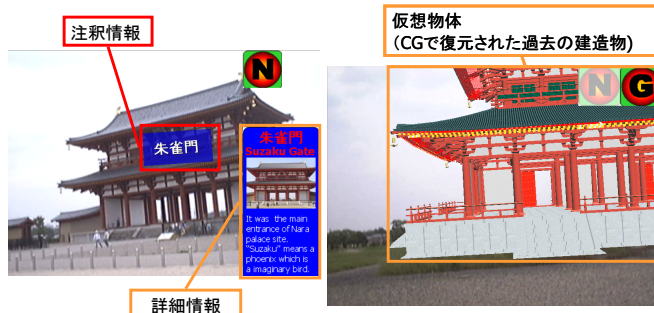 注釈情報
仮想物体
(CGで復元された過去の建造物)
N
N
G
朱雀門
朱雀門
Suzaku Gate
It was the main
entrance of Nara
palace site.
"Suzaku" means a
phoenix which is
a imaginary bird.
詳細情報